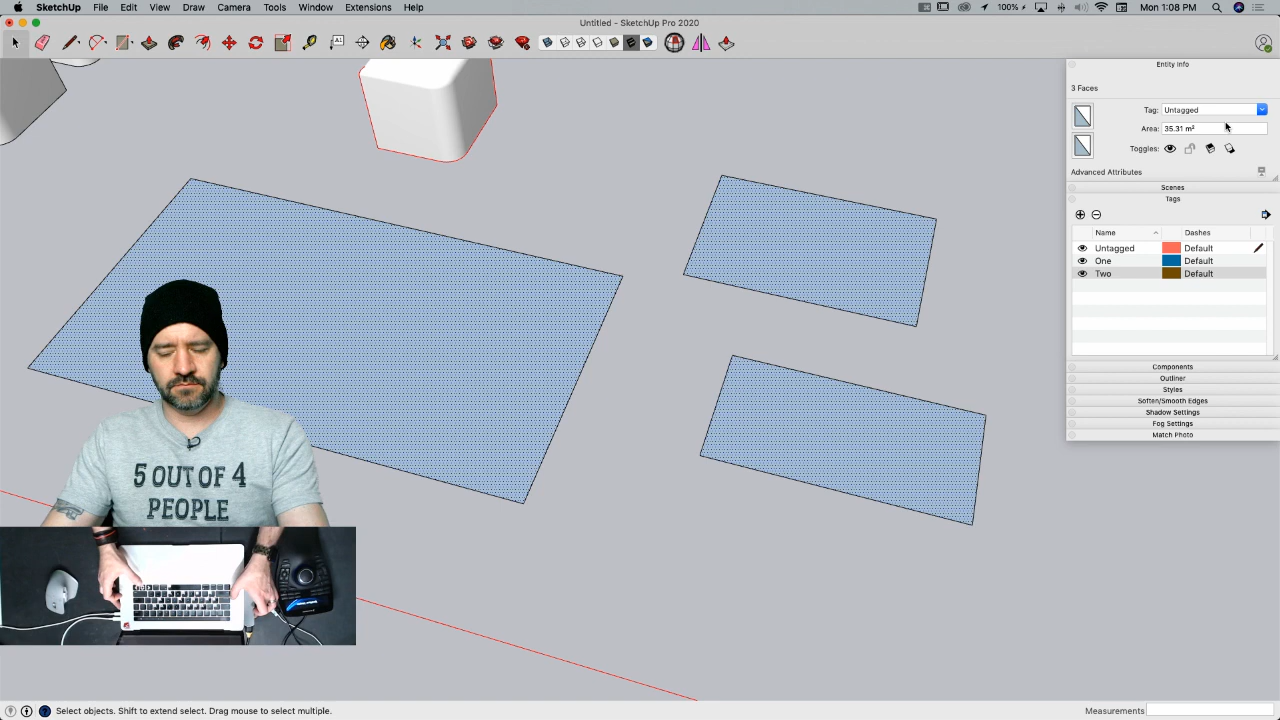 SketchUp File Edit View Draw Camera Tools Window Extensions Help
100% Mon 1:08 PM
Untitled - SketchUp Pro 2020
Entity Info
3 Faces
Tag: Untagged
Area: 35.31 m²
Toggles:
Advanced Attributes
Scenes
Tags
Name Dashes
Untagged Default
One Default
Two Default
Components
Outliner
Styles
Soften/Smooth Edges
Shadow Settings
Fog Settings
Match Photo
5 OUT OF 4
PEOPLE
Select objects. Shift to extend select. Drag mouse to select multiple.
Measurements